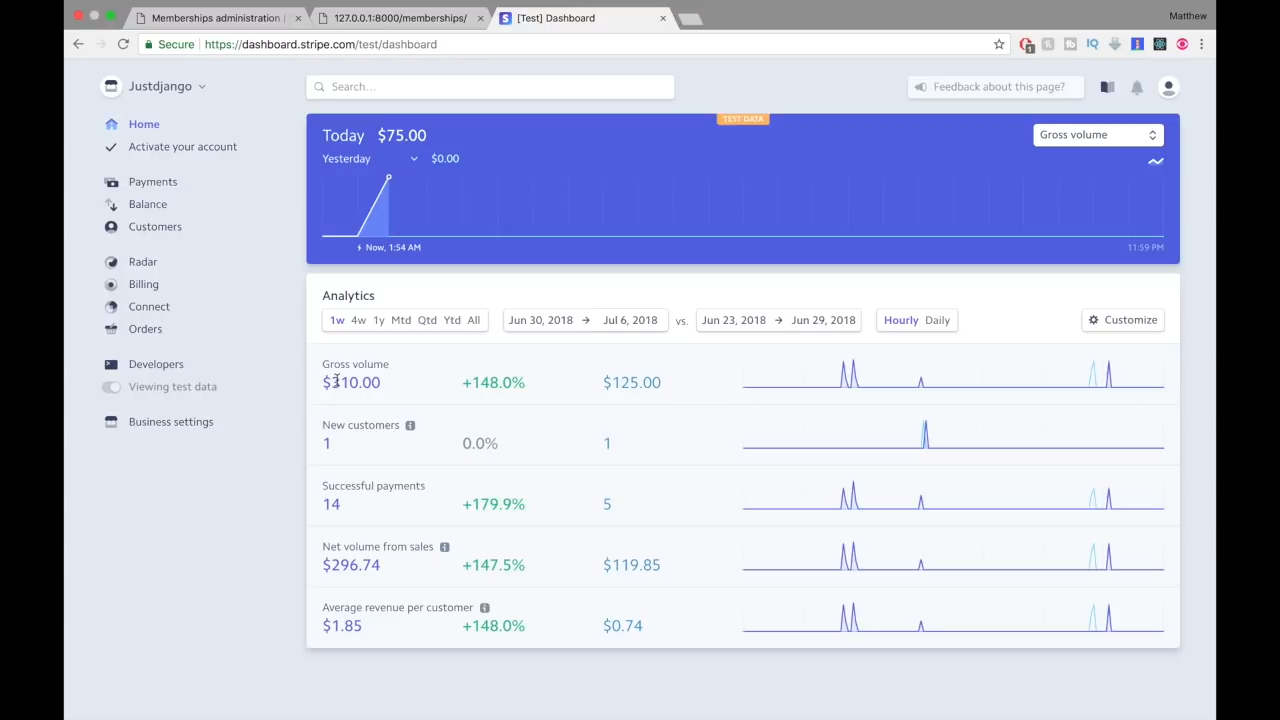 Memberships administration
127.0.0.1:8000/memberships/
[Test] Dashboard
Matthew
Secure
https://dashboard.stripe.com/test/dashboard
Justdjango
Search...
Feedback about this page?
Home
Activate your account
Payments
Balance
Customers
Radar
Billing
Connect
Orders
Developers
Viewing test data
Business settings
TEST DATA
Today $75.00
Gross volume
Yesterday $0.00
Now, 1:54 AM
11:59 PM
Analytics
1w 4w 1y Mtd Qtd Ytd All
Jun 30, 2018 → Jul 6, 2018
vs.
Jun 23, 2018 → Jun 29, 2018
Hourly Daily
Customize
Gross volume
$310.00 +148.0% $125.00
New customers
1 0.0% 1
Successful payments
14 +179.9% 5
Net volume from sales
$296.74 +147.5% $119.85
Average revenue per customer
$1.85 +148.0% $0.74